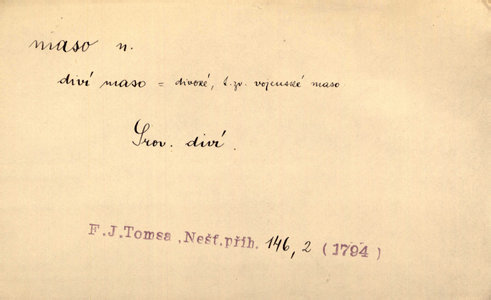 maso n.
diví maso = divoké, t. zv. vojenské maso
Srov. diví.
F.J.Tomsa, Nešť.příh. 146, 2 (1794)